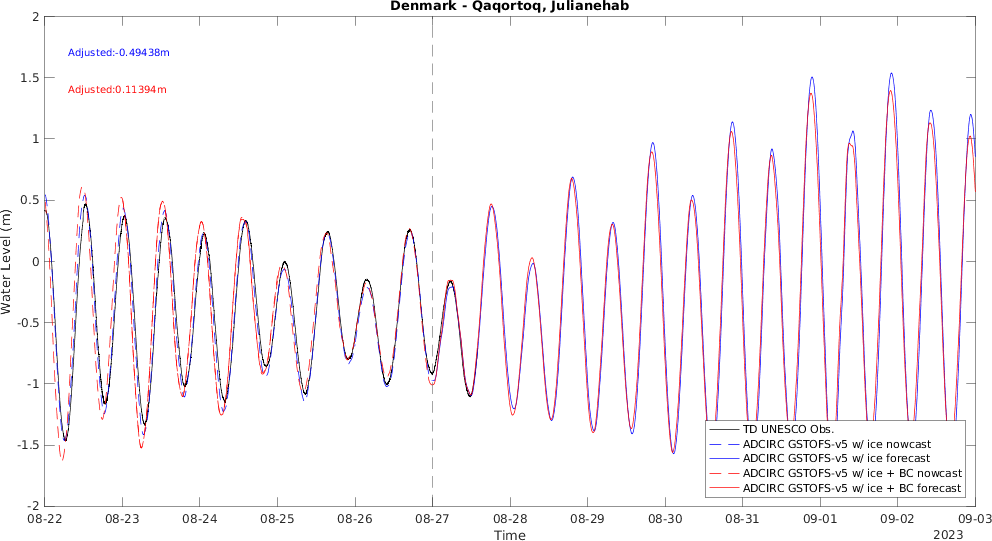 Denmark - Qaqortoq, Julianehab
Adjusted:-0.49438m
Adjusted:0.11394m
Water Level (m)
2
1.5
1
0.5
0
-0.5
-1
-1.5
-2
TD UNESCO Obs.
ADCIRC GSTOFS-v5 w/ ice nowcast
ADCIRC GSTOFS-v5 w/ ice forecast
ADCIRC GSTOFS-v5 w/ ice + BC nowcast
ADCIRC GSTOFS-v5 w/ ice + BC forecast
08-22 08-23 08-24 08-25 08-26 08-27 08-28 08-29 08-30 08-31 09-01 09-02 09-03
Time
2023